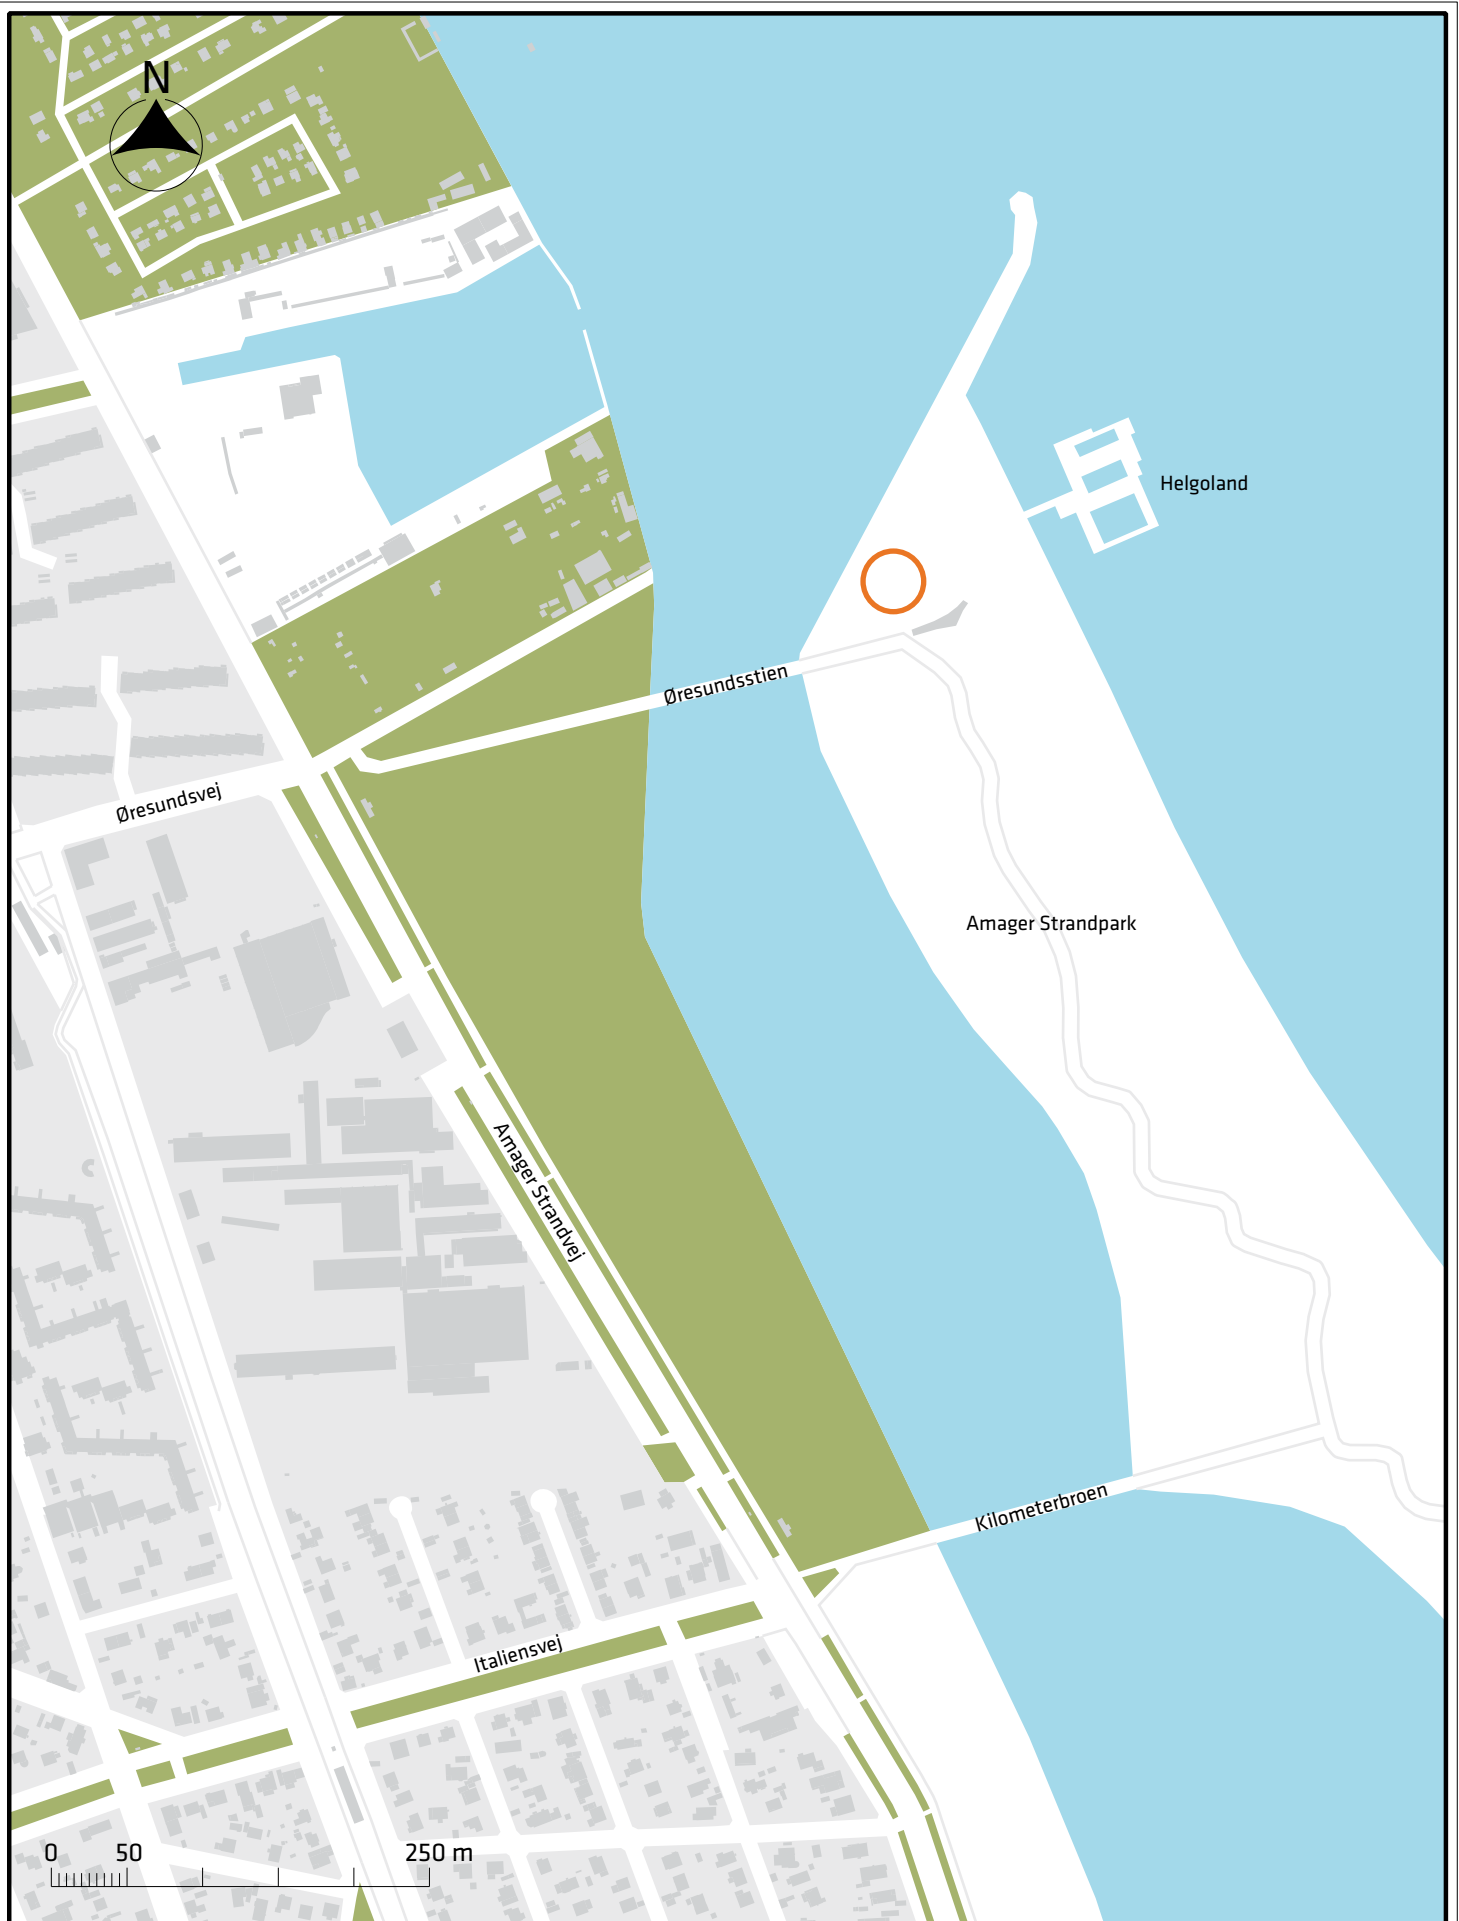 N
Helgoland
Øresundsstien
Øresundsvej
Amager Strandpark
Amager Strandvej
Kilometerbroen
Italiensvej
0 50 250 m